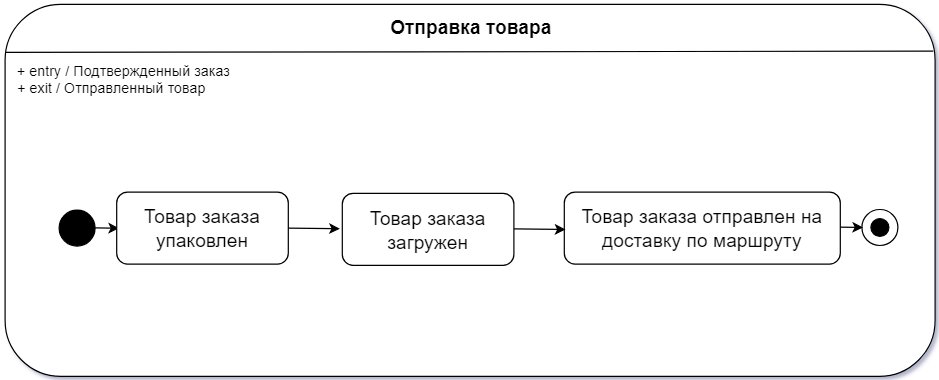 Отправка товара
+ entry / Подтвержденный заказ
+ exit / Отправленный товар
Товар заказа
упаковлен
Товар заказа
загружен
Товар заказа отправлен на
доставку по маршруту